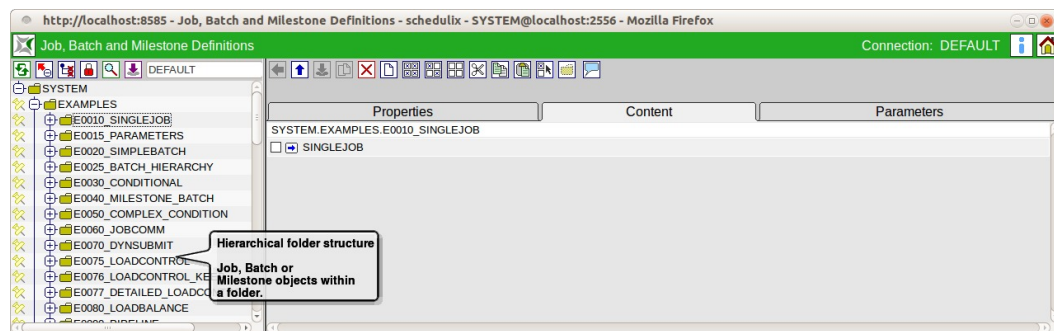 http://localhost:8585 - Job, Batch and Milestone Definitions - schedulix - SYSTEM@localhost:2556 - Mozilla Firefox
Job, Batch and Milestone Definitions
Connection: DEFAULT
DEFAULT
SYSTEM
EXAMPLES
E0010_SINGLEJOB
E0015_PARAMETERS
E0020_SIMPLEBATCH
E0025_BATCH_HIERARCHY
E0030_CONDITIONAL
E0040_MILESTONE_BATCH
E0050_COMPLEX_CONDITION
E0060_JOBCOMM
E0070_DYNSUBMIT
E0075_LOADCONTROL
E0076_LOADCONTROL_KE
E0077_DETAILED_LOADCO
E0080_LOADBALANCE
E0090_PIPELINE
Hierarchical folder structure
Job, Batch or
Milestone objects within
a folder.
Properties
Content
Parameters
SYSTEM.EXAMPLES.E0010_SINGLEJOB
SINGLEJOB